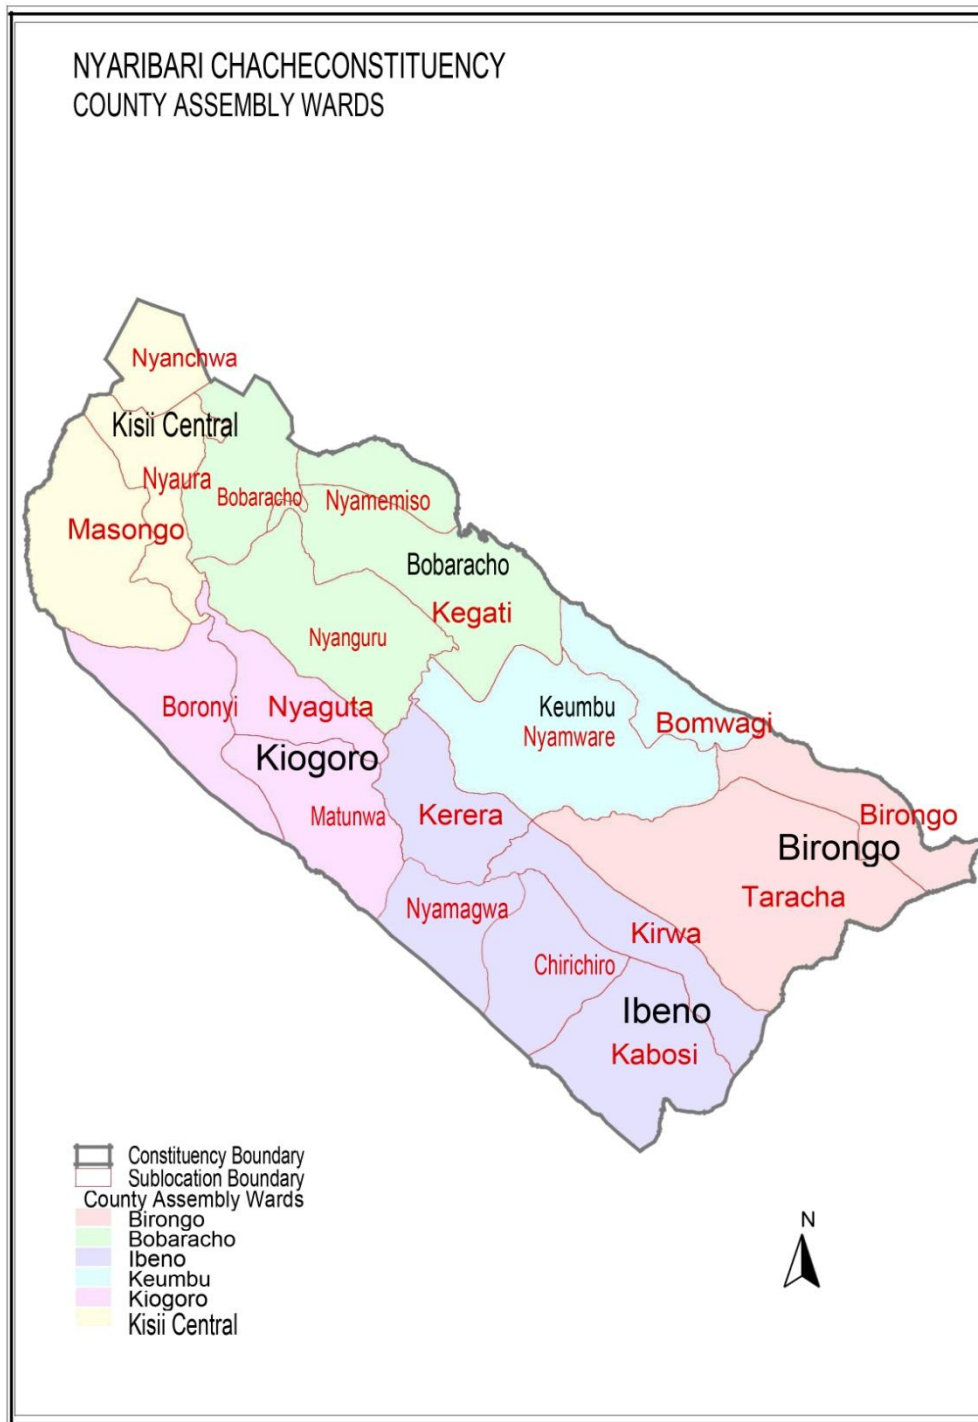 NYARIBARI CHACHECONSTITUENCY
COUNTY ASSEMBLY WARDS
Nyanchwa
Kisii Central
Nyaura
Bobaracho
Nyamemiso
Masongo
Bobaracho
Kegati
Nyanguru
Boronyi
Nyaguta
Keumbu
Bomwagi
Nyamware
Kiogoro
Matunwa
Kerera
Birongo
Birongo
Taracha
Nyamagwa
Kirwa
Chirichiro
Ibeno
Kabosi
Constituency Boundary
Sublocation Boundary
County Assembly Wards
Birongo
Bobaracho
Ibeno
Keumbu
Kiogoro
Kisii Central
N